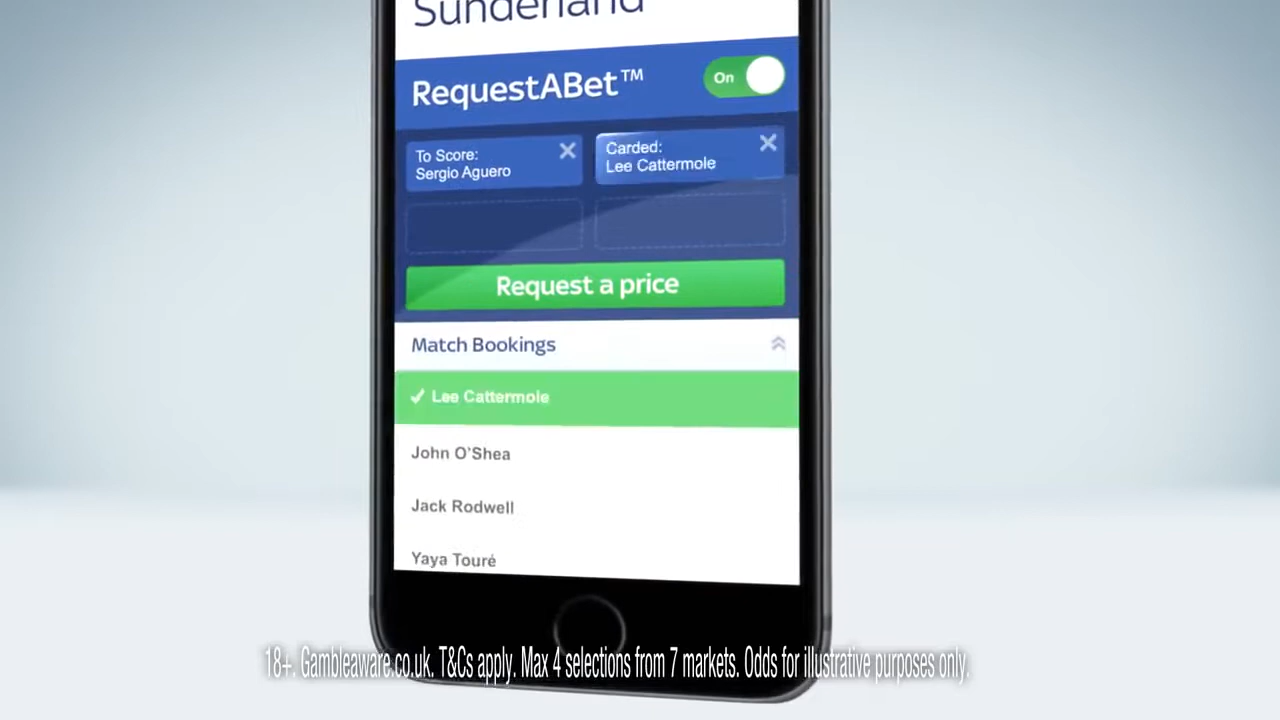 Sunderland
RequestABet™
On
To Score:
Sergio Aguero
Carded:
Lee Cattermole
Request a price
Match Bookings
Lee Cattermole
John O'Shea
Jack Rodwell
Yaya Touré
18+. Gambleaware.co.uk. T&Cs apply. Max 4 selections from 7 markets. Odds for illustrative purposes only.